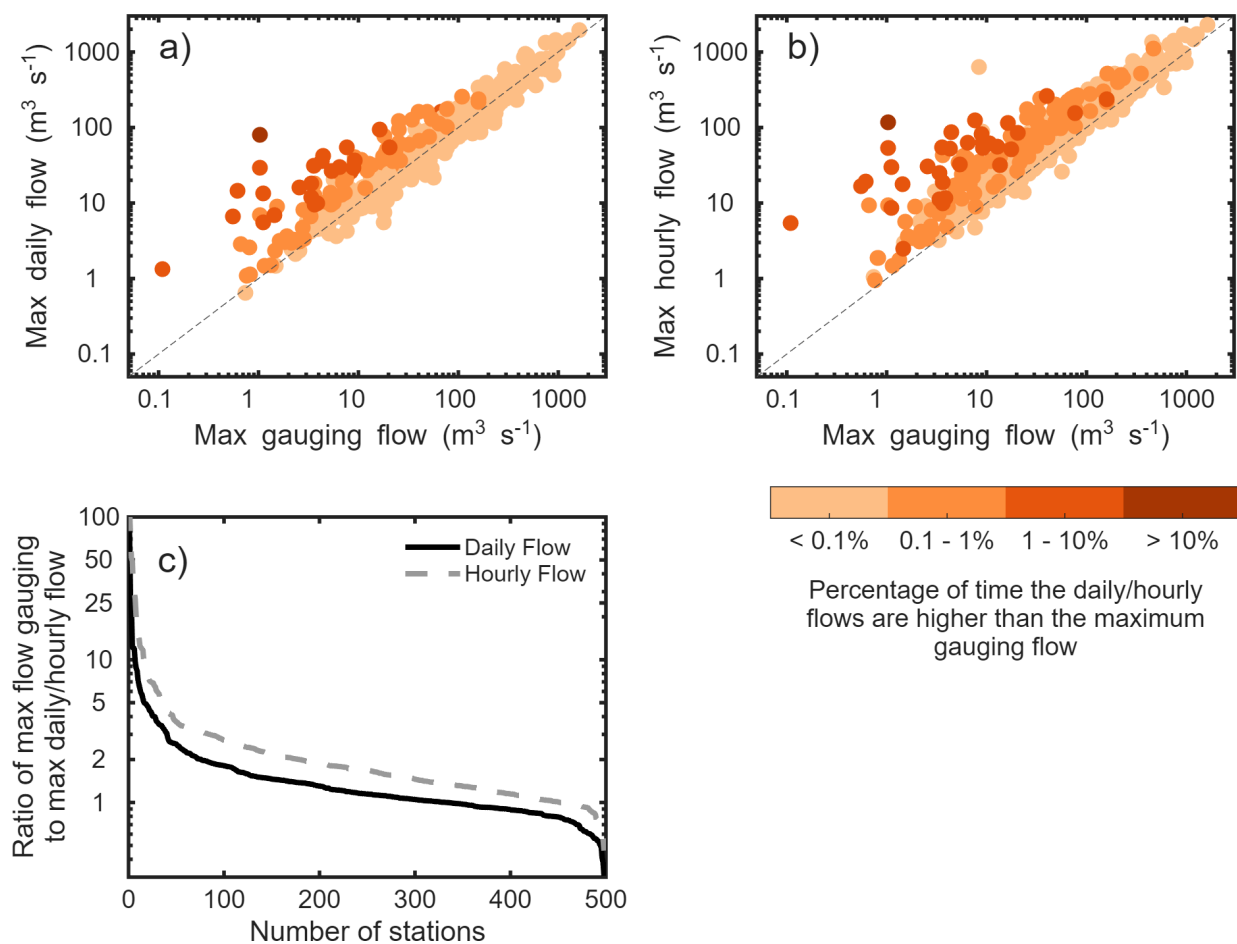 a)
Max daily flow (m³ s⁻¹)
1000
100
10
1
0.1
0.1 1 10 100 1000
Max gauging flow (m³ s⁻¹)
b)
Max hourly flow (m³ s⁻¹)
1000
100
10
1
0.1
0.1 1 10 100 1000
Max gauging flow (m³ s⁻¹)
< 0.1% 0.1 - 1% 1 - 10% > 10%
Percentage of time the daily/hourly
flows are higher than the maximum
gauging flow
c)
Ratio of max flow gauging
to max daily/hourly flow
100
50
25
10
5
2
1
Daily Flow
Hourly Flow
0 100 200 300 400 500
Number of stations